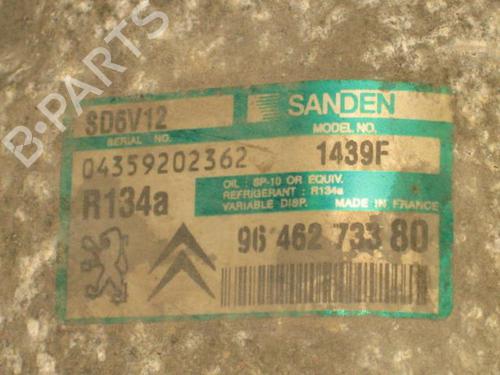 B-PARTS
SD6V12
SANDEN
SERIAL NO.
MODEL NO.
04359202362
1439F
R134a
OIL : SP-10 OR EQUIV.
REFRIGERANT : R134a
VARIABLE DISP. MADE IN FRANCE
96 462 733 80